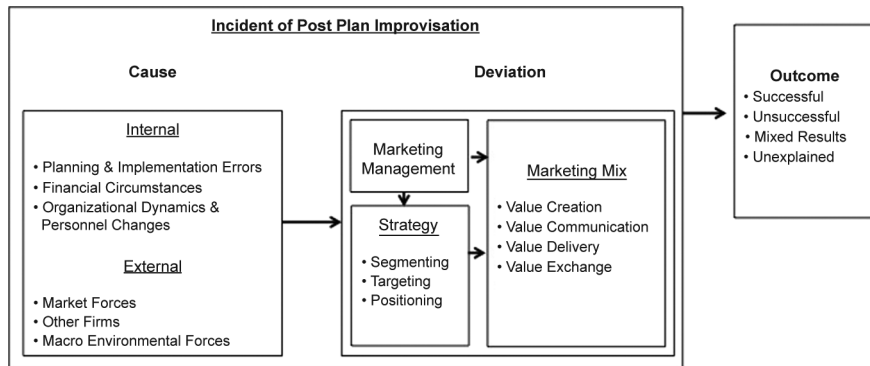 Incident of Post Plan Improvisation
Cause
Internal
• Planning & Implementation Errors
• Financial Circumstances
• Organizational Dynamics &
Personnel Changes
External
• Market Forces
• Other Firms
• Macro Environmental Forces
Deviation
Marketing
Management
Strategy
• Segmenting
• Targeting
• Positioning
Marketing Mix
• Value Creation
• Value Communication
• Value Delivery
• Value Exchange
Outcome
• Successful
• Unsuccessful
• Mixed Results
• Unexplained